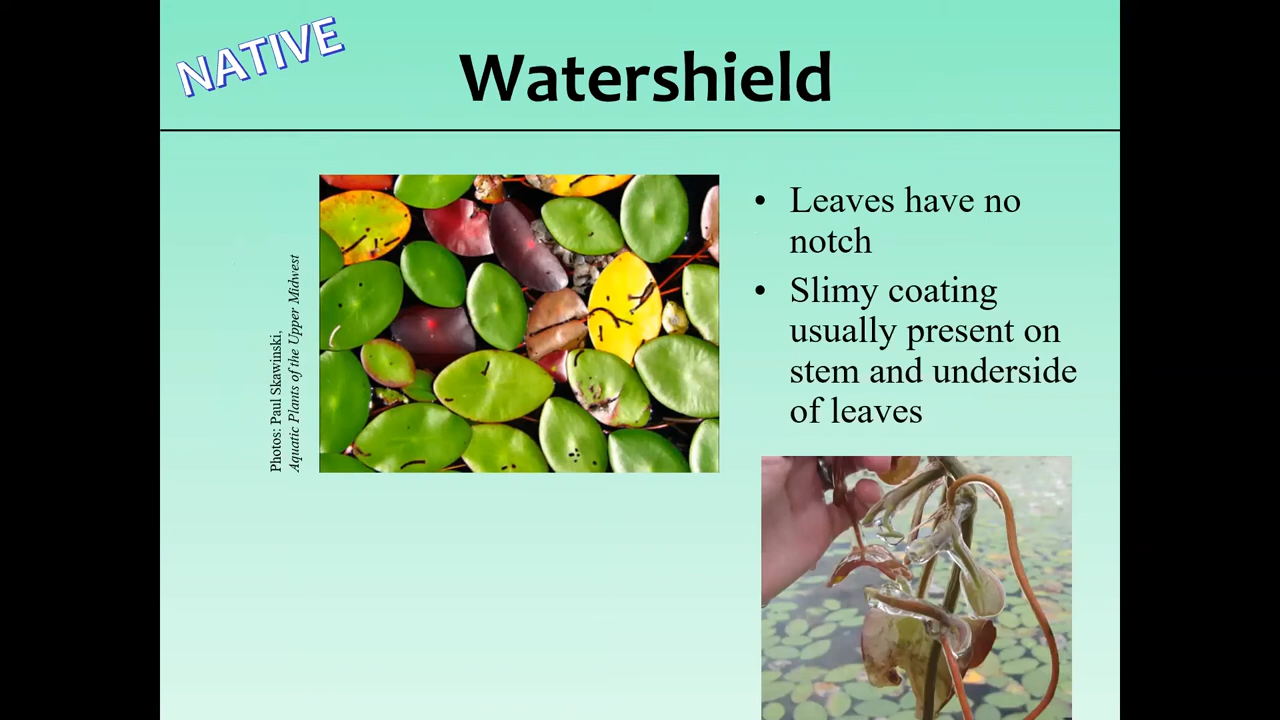 NATIVE
Watershield
• Leaves have no
notch
• Slimy coating
usually present on
stem and underside
of leaves
Photos: Paul Skawinski,
Aquatic Plants of the Upper Midwest